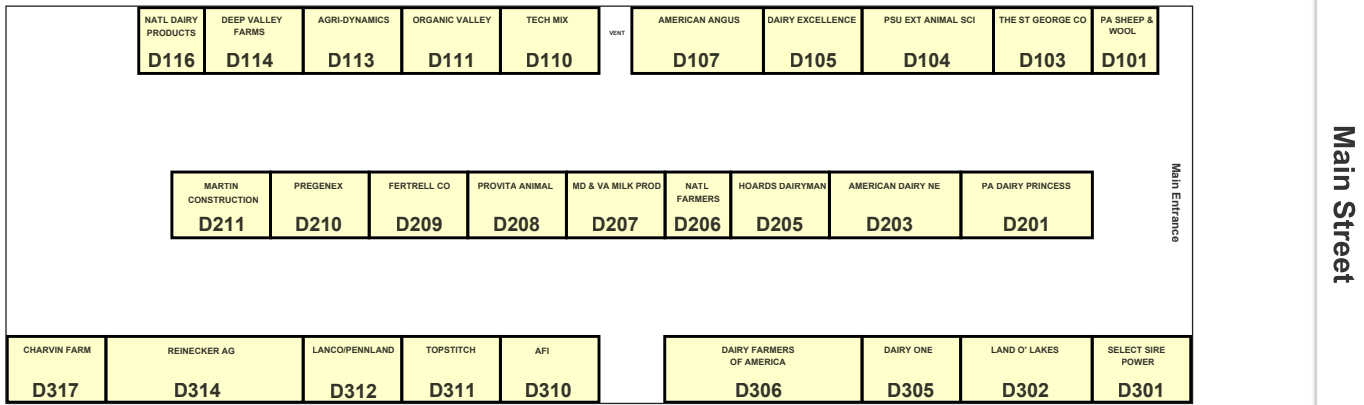 NATL DAIRY
PRODUCTS
D116
DEEP VALLEY
FARMS
D114
AGRI-DYNAMICS
D113
ORGANIC VALLEY
D111
TECH MIX
D110
VENT
AMERICAN ANGUS
D107
DAIRY EXCELLENCE
D105
PSU EXT ANIMAL SCI
D104
THE ST GEORGE CO
D103
PA SHEEP &
WOOL
D101
MARTIN
CONSTRUCTION
D211
PREGENEX
D210
FERTRELL CO
D209
PROVITA ANIMAL
D208
MD & VA MILK PROD
D207
NATL
FARMERS
D206
HOARDS DAIRYMAN
D205
AMERICAN DAIRY NE
D203
PA DAIRY PRINCESS
D201
Main Entrance
Main Street
CHARVIN FARM
D317
REINECKER AG
D314
LANCO/PENNLAND
D312
TOPSTITCH
D311
AFI
D310
DAIRY FARMERS
OF AMERICA
D306
DAIRY ONE
D305
LAND O' LAKES
D302
SELECT SIRE
POWER
D301